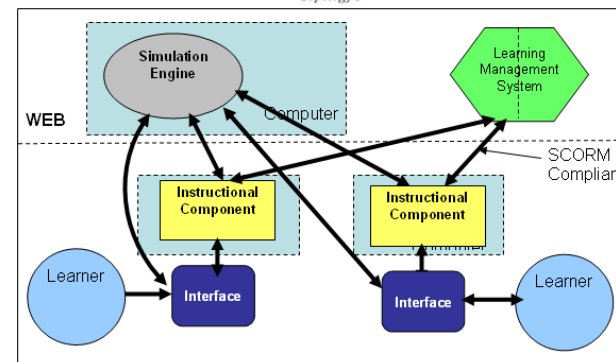 Simulation
Engine
Learning
Management
System
Computer
WEB
SCORM
Complian
Instructional
Component
Instructional
Component
Learner
Interface
Interface
Learner